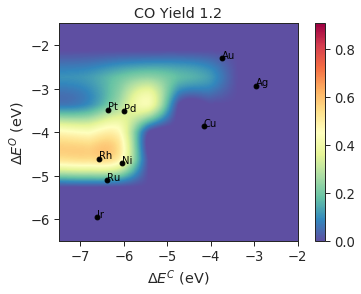 CO Yield 1.2
−2
−3
−4
−5
−6
ΔE^O (eV)
Au
Ag
Pt
Pd
Cu
Rh
Ni
Ru
Ir
−7
−6
−5
−4
−3
−2
ΔE^C (eV)
0.8
0.6
0.4
0.2
0.0